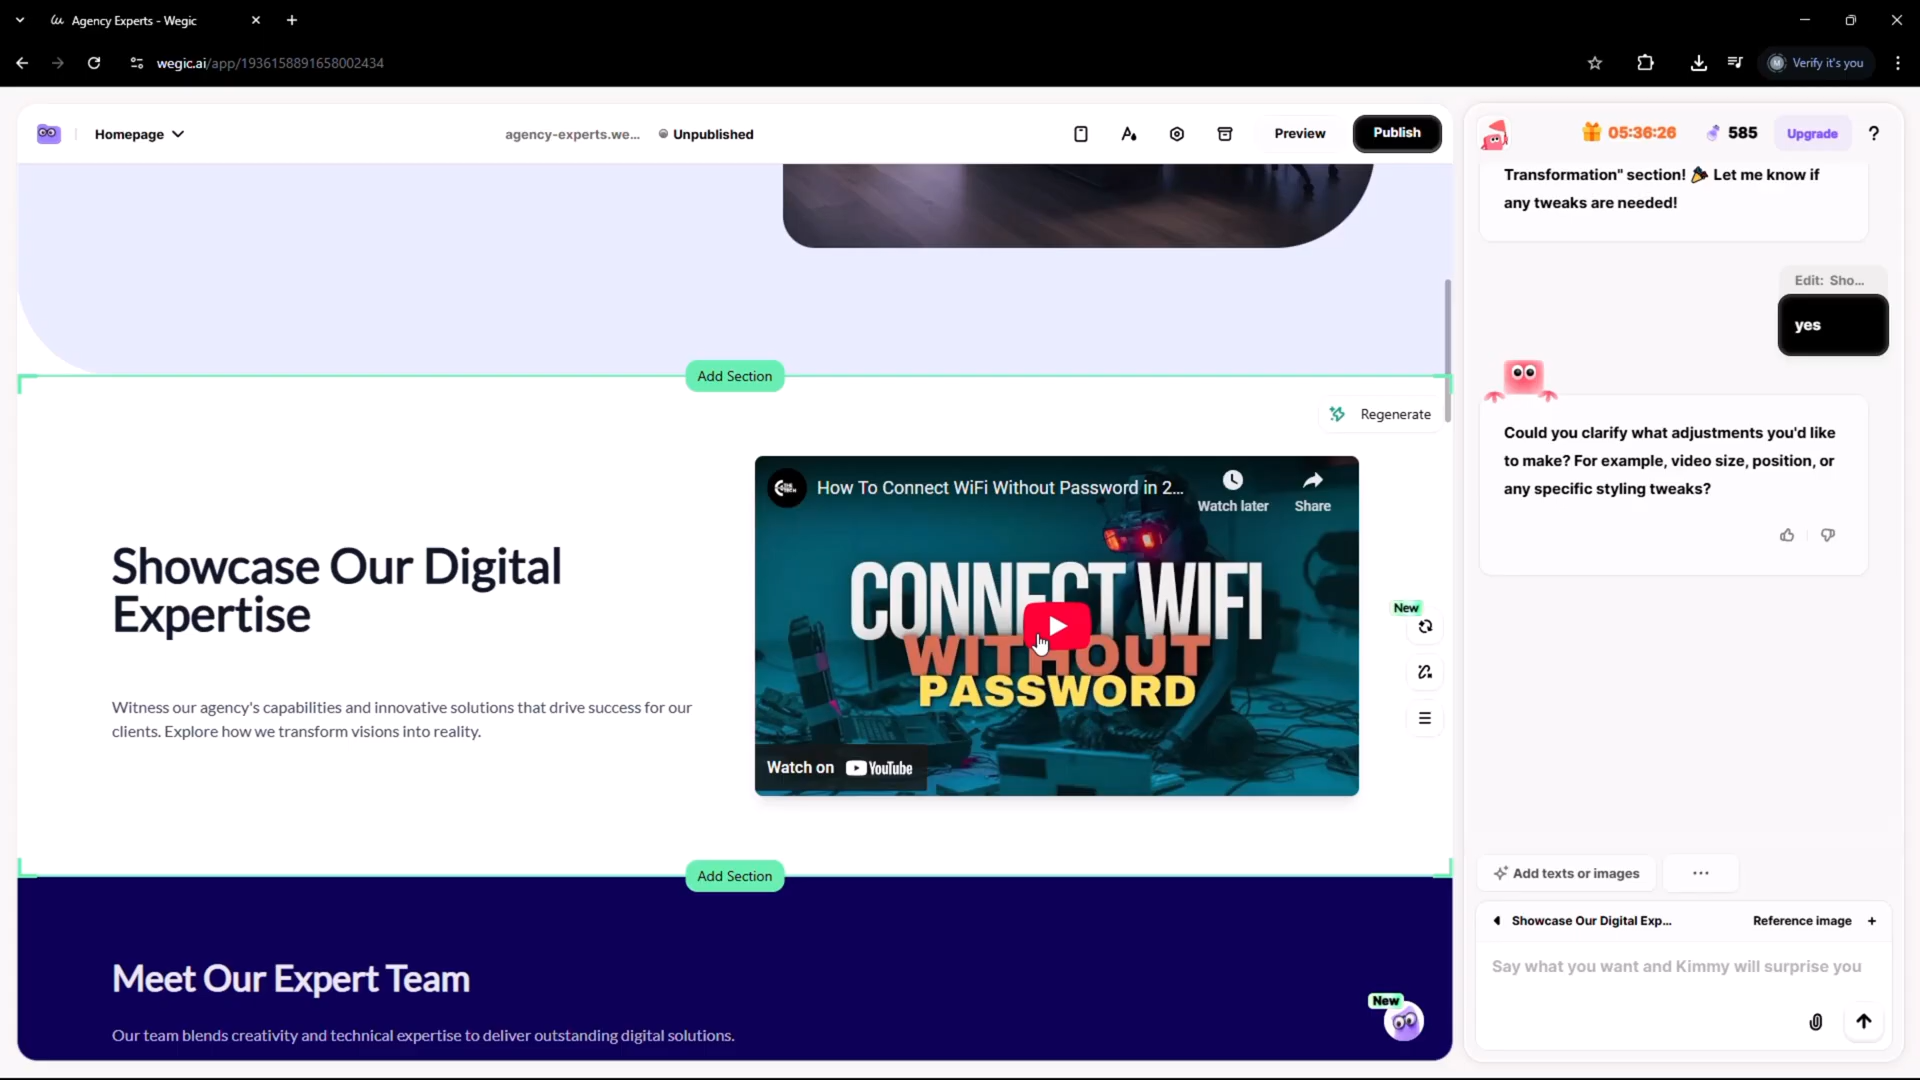 Agency Experts - Wegic
wegic.ai/app/1936158891658002434
Verify it's you
Homepage
agency-experts.we...
Unpublished
Preview
Publish
05:36:26
585
Upgrade
?
Transformation" section! 🎉 Let me know if
any tweaks are needed!
Edit: Sho...
yes
Add Section
Regenerate
Could you clarify what adjustments you'd like
to make? For example, video size, position, or
any specific styling tweaks?
How To Connect WiFi Without Password in 2...
Watch later
Share
CONNECT WIFI
WITHOUT
PASSWORD
Watch on YouTube
Showcase Our Digital
Expertise
Witness our agency's capabilities and innovative solutions that drive success for our
clients. Explore how we transform visions into reality.
New
Add Section
Meet Our Expert Team
Our team blends creativity and technical expertise to deliver outstanding digital solutions.
New
Add texts or images
...
Showcase Our Digital Exp...
Reference image +
Say what you want and Kimmy will surprise you